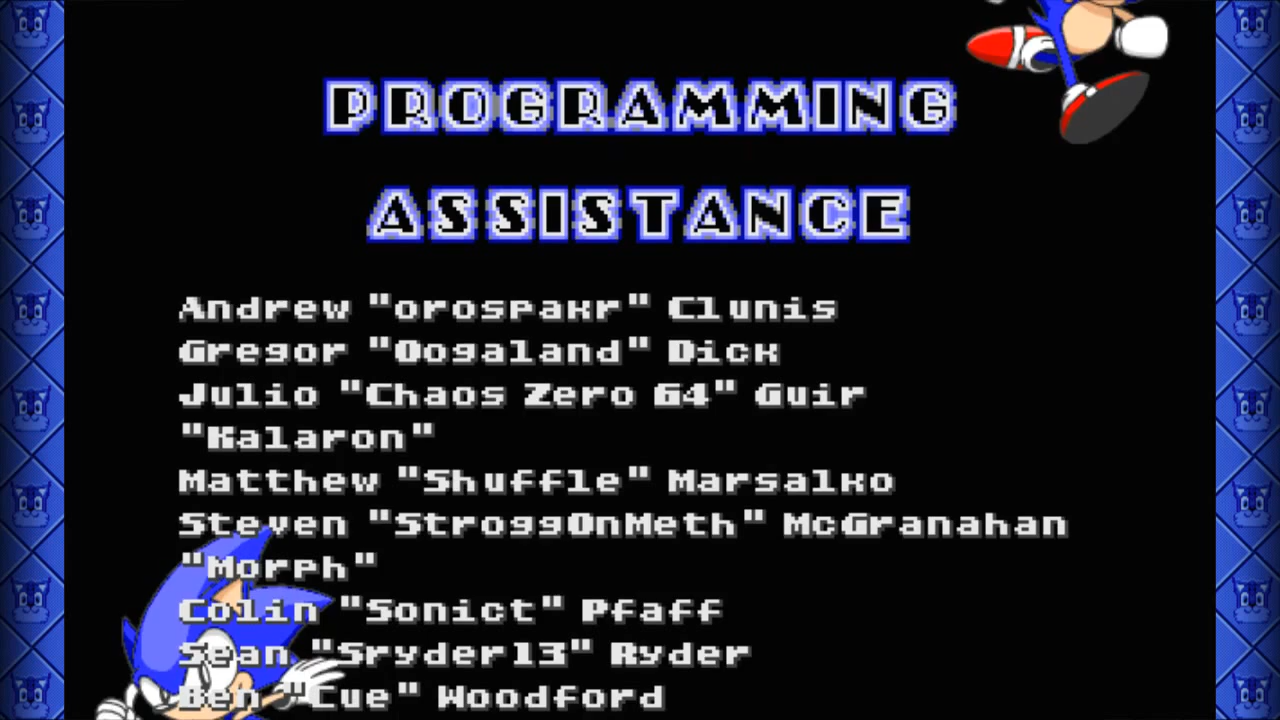 PROGRAMMING
ASSISTANCE
Andrew "orospakr" Clunis
Gregor "Oogaland" Dick
Julio "Chaos Zero 64" Guir
"Kalaron"
Matthew "Shuffle" Marsalko
Steven "StroggOnMeth" McGranahan
"Morph"
Colin "Sonict" Pfaff
Sean "Sryder13" Ryder
Ben "Cue" Woodford